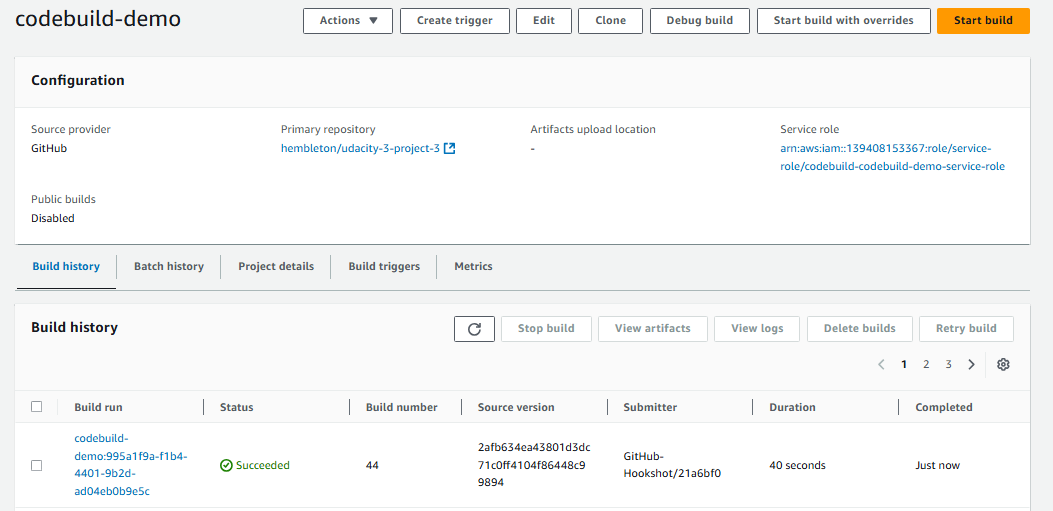 codebuild-demo
Actions
Create trigger
Edit
Clone
Debug build
Start build with overrides
Start build
Configuration
Source provider
GitHub
Primary repository
hembleton/udacity-3-project-3
Artifacts upload location
-
Service role
arn:aws:iam::139408153367:role/service-
role/codebuild-codebuild-demo-service-role
Public builds
Disabled
Build history
Batch history
Project details
Build triggers
Metrics
Build history
Stop build
View artifacts
View logs
Delete builds
Retry build
1 2 3
Build run
Status
Build number
Source version
Submitter
Duration
Completed
codebuild-
demo:995a1f9a-f1b4-
4401-9b2d-
ad04eb0b9e5c
Succeeded
44
2afb634ea43801d3dc
71c0ff4104f86448c9
9894
GitHub-
Hookshot/21a6bf0
40 seconds
Just now